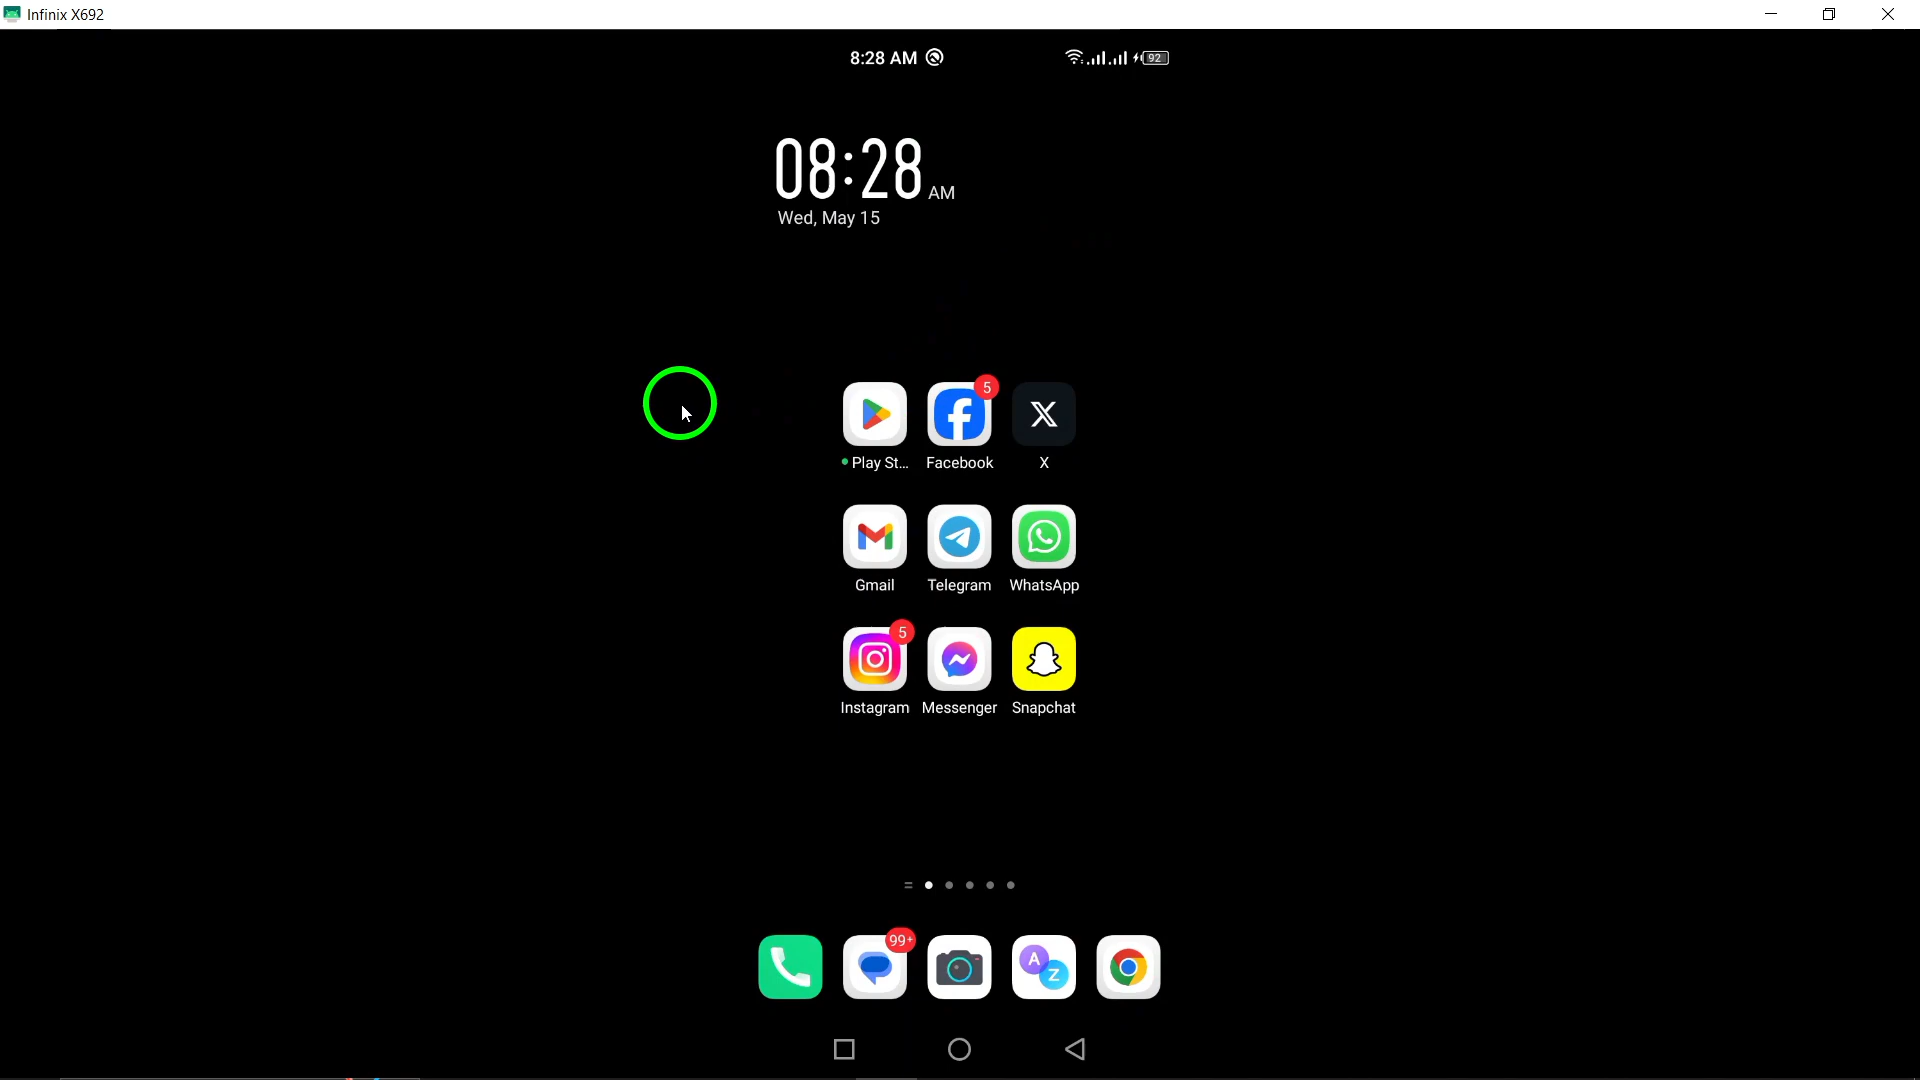 Infinix X692
8:28 AM
92
08:28 AM
Wed, May 15
5
Play St... Facebook X
Gmail Telegram WhatsApp
5
Instagram Messenger Snapchat
99+
A
Z